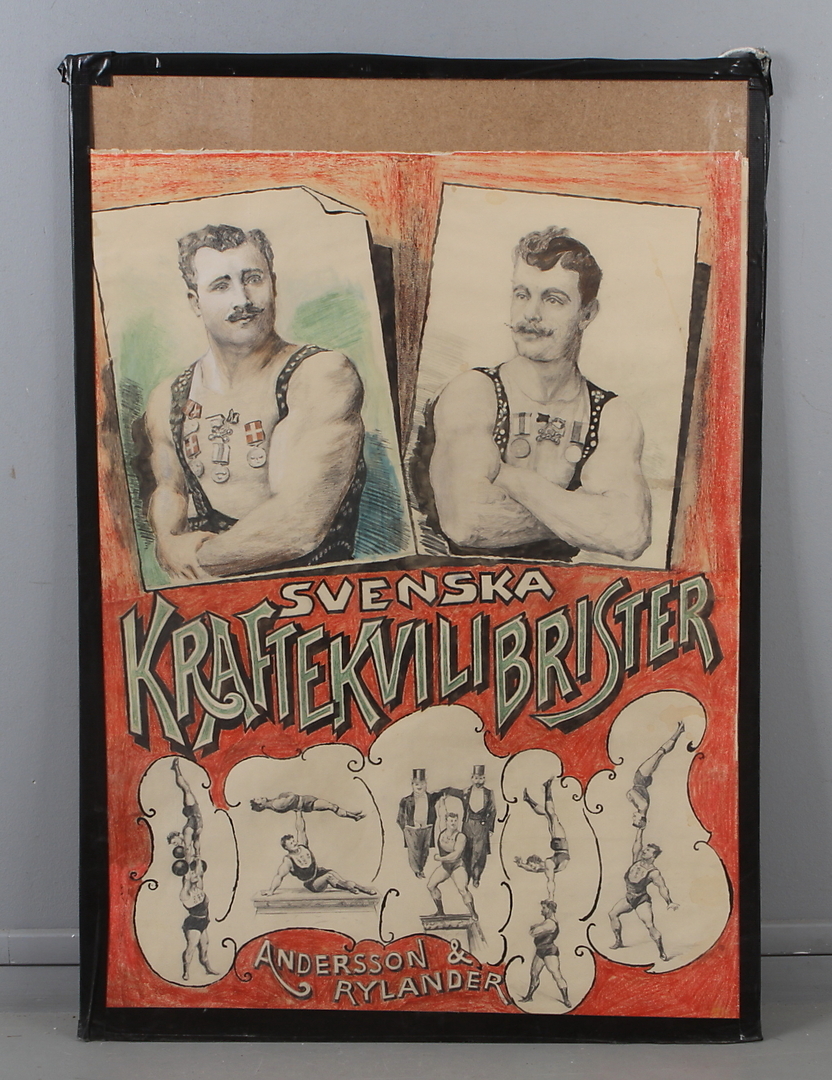 SVENSKA
KRAFTEKVILIBRISTER
ANDERSSON &
RYLANDER